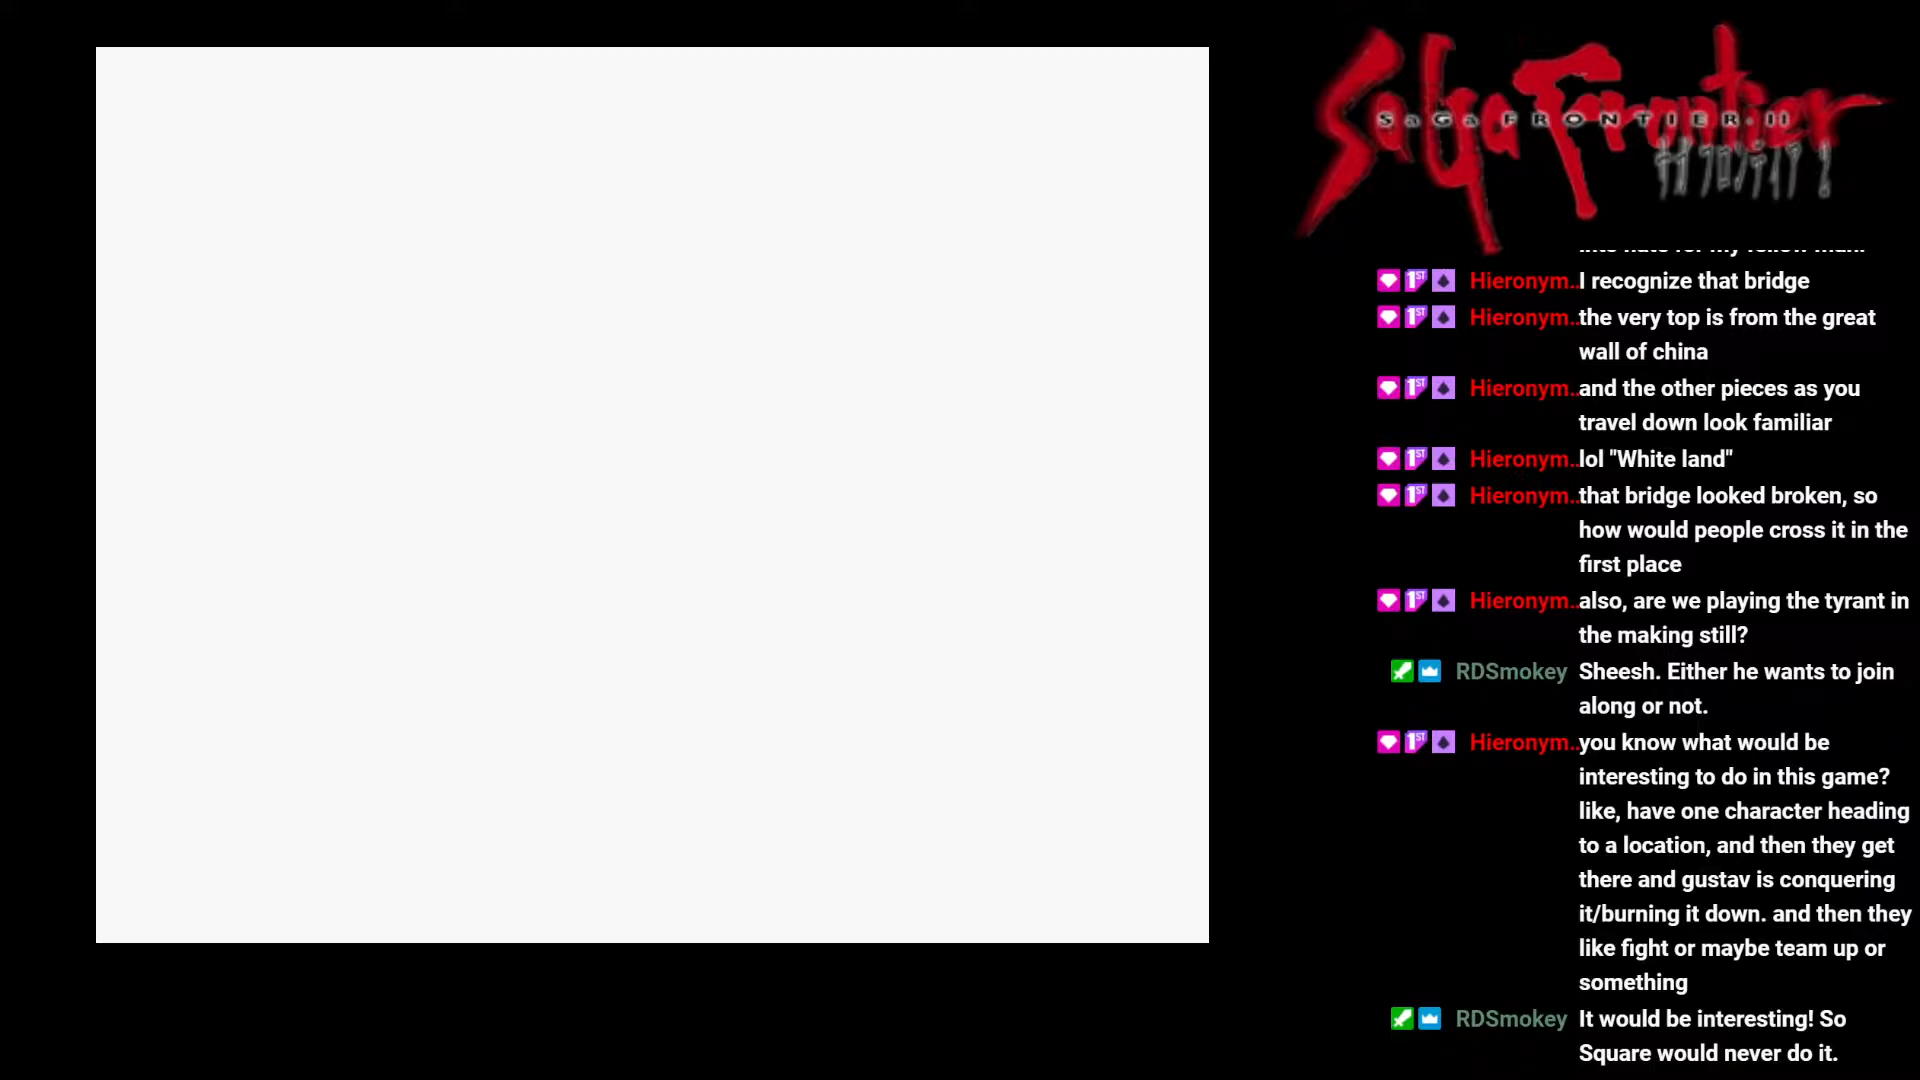 SaGa Frontier
SaGa FRONTIER II
Hieronym..I recognize that bridge
Hieronym..the very top is from the great
wall of china
Hieronym..and the other pieces as you
travel down look familiar
Hieronym..lol "White land"
Hieronym..that bridge looked broken, so
how would people cross it in the
first place
Hieronym..also, are we playing the tyrant in
the making still?
RDSmokey Sheesh. Either he wants to join
along or not.
Hieronym..you know what would be
interesting to do in this game?
like, have one character heading
to a location, and then they get
there and gustav is conquering
it/burning it down. and then they
like fight or maybe team up or
something
RDSmokey It would be interesting! So
Square would never do it.